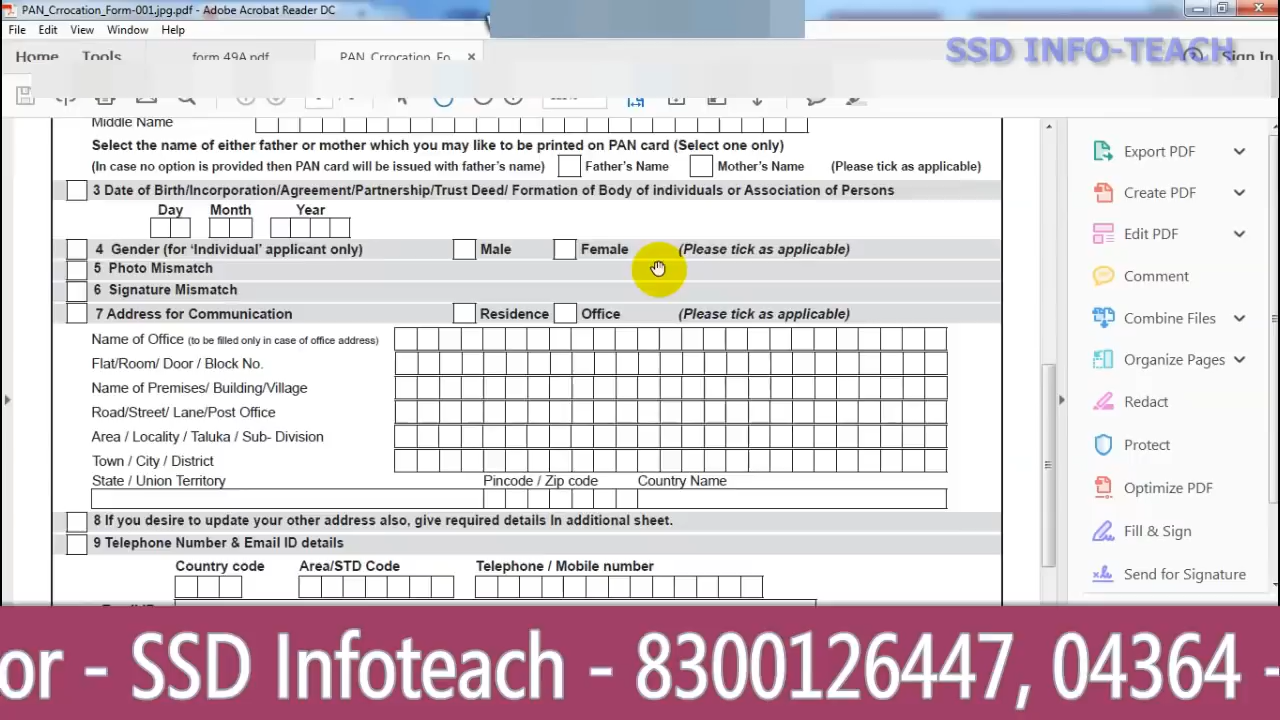 PAN_Crrocation_Form-001.jpg.pdf - Adobe Acrobat Reader DC
File Edit View Window Help
Home Tools form 49A.pdf PAN_Crrocation_Fo... × Sign In
SSD INFO-TEACH
Middle Name
Select the name of either father or mother which you may like to be printed on PAN card (Select one only)
(In case no option is provided then PAN card will be issued with father's name) Father's Name Mother's Name (Please tick as applicable)
3 Date of Birth/Incorporation/Agreement/Partnership/Trust Deed/ Formation of Body of individuals or Association of Persons
Day Month Year
4 Gender (for 'Individual' applicant only) Male Female (Please tick as applicable)
5 Photo Mismatch
6 Signature Mismatch
7 Address for Communication Residence Office (Please tick as applicable)
Name of Office (to be filled only in case of office address)
Flat/Room/ Door / Block No.
Name of Premises/ Building/Village
Road/Street/ Lane/Post Office
Area / Locality / Taluka / Sub- Division
Town / City / District
State / Union Territory Pincode / Zip code Country Name
8 If you desire to update your other address also, give required details In additional sheet.
9 Telephone Number & Email ID details
Country code Area/STD Code Telephone / Mobile number
Export PDF
Create PDF
Edit PDF
Comment
Combine Files
Organize Pages
Redact
Protect
Optimize PDF
Fill & Sign
Send for Signature
or - SSD Infoteach - 8300126447, 04364 -